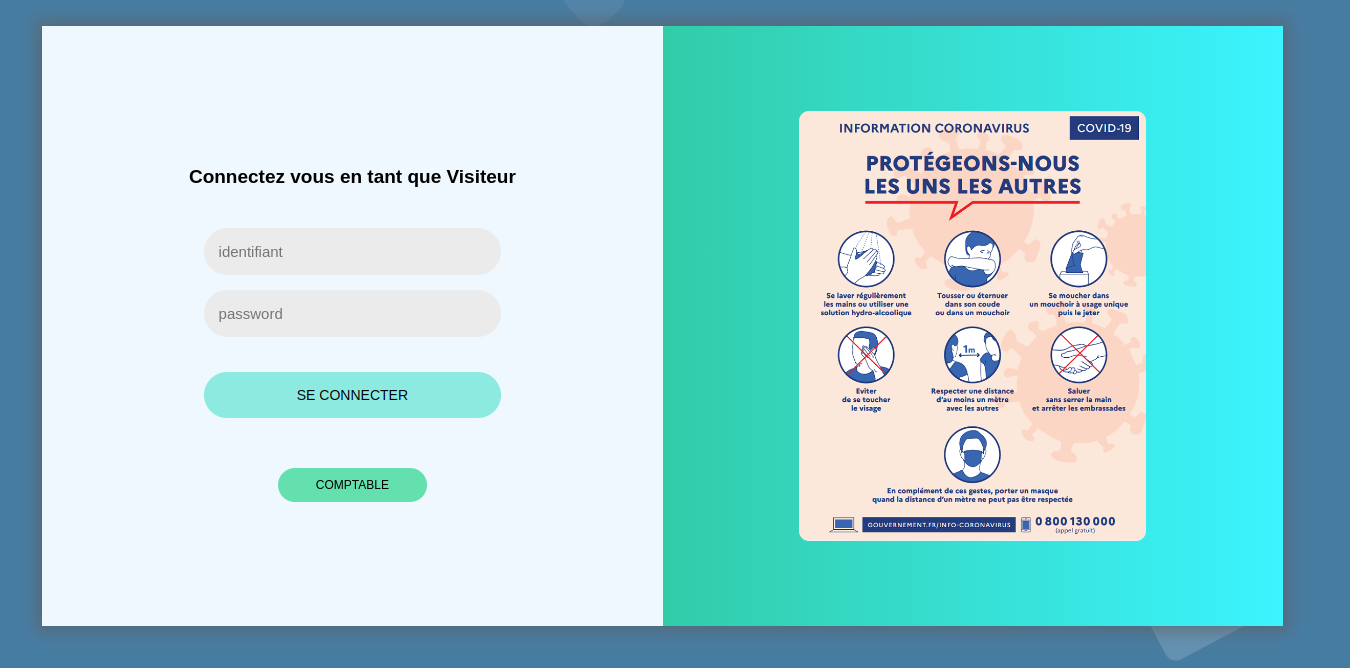 Connectez vous en tant que Visiteur
identifiant
password
SE CONNECTER
COMPTABLE
INFORMATION CORONAVIRUS
COVID-19
PROTÉGEONS-NOUS
LES UNS LES AUTRES
Se laver régulièrement
les mains ou utiliser une
solution hydro-alcoolique
Tousser ou éternuer
dans son coude
ou dans un mouchoir
Se moucher dans
un mouchoir à usage unique
puis le jeter
1m
Eviter
de se toucher
le visage
Respecter une distance
d'au moins un mètre
avec les autres
Saluer
sans serrer la main
et arrêter les embrassades
En complément de ces gestes, porter un masque
quand la distance d'un mètre ne peut pas être respectée
GOUVERNEMENT.FR/INFO-CORONAVIRUS
0 800 130 000
(appel gratuit)